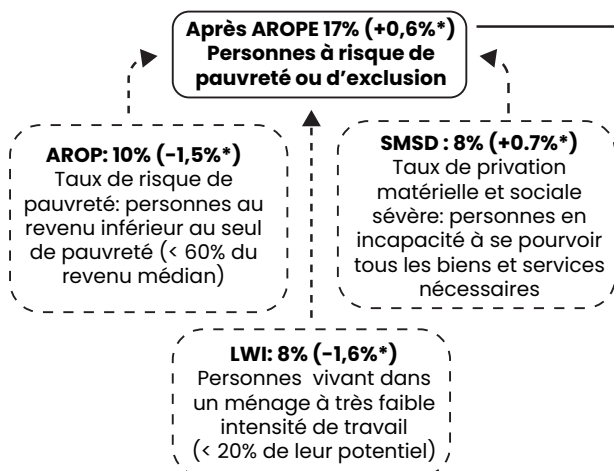 Après AROPE 17% (+0,6%*)
Personnes à risque de
pauvreté ou d’exclusion
AROP: 10% (-1,5%*)
Taux de risque de
pauvreté: personnes au
revenu inférieur au seul
de pauvreté (< 60% du
revenu médian)
SMSD : 8% (+0.7%*)
Taux de privation
matérielle et sociale
sévère: personnes en
incapacité à se pourvoir
tous les biens et services
nécessaires
LWI: 8% (-1,6%*)
Personnes vivant dans
un ménage à très faible
intensité de travail
(< 20% de leur potentiel)